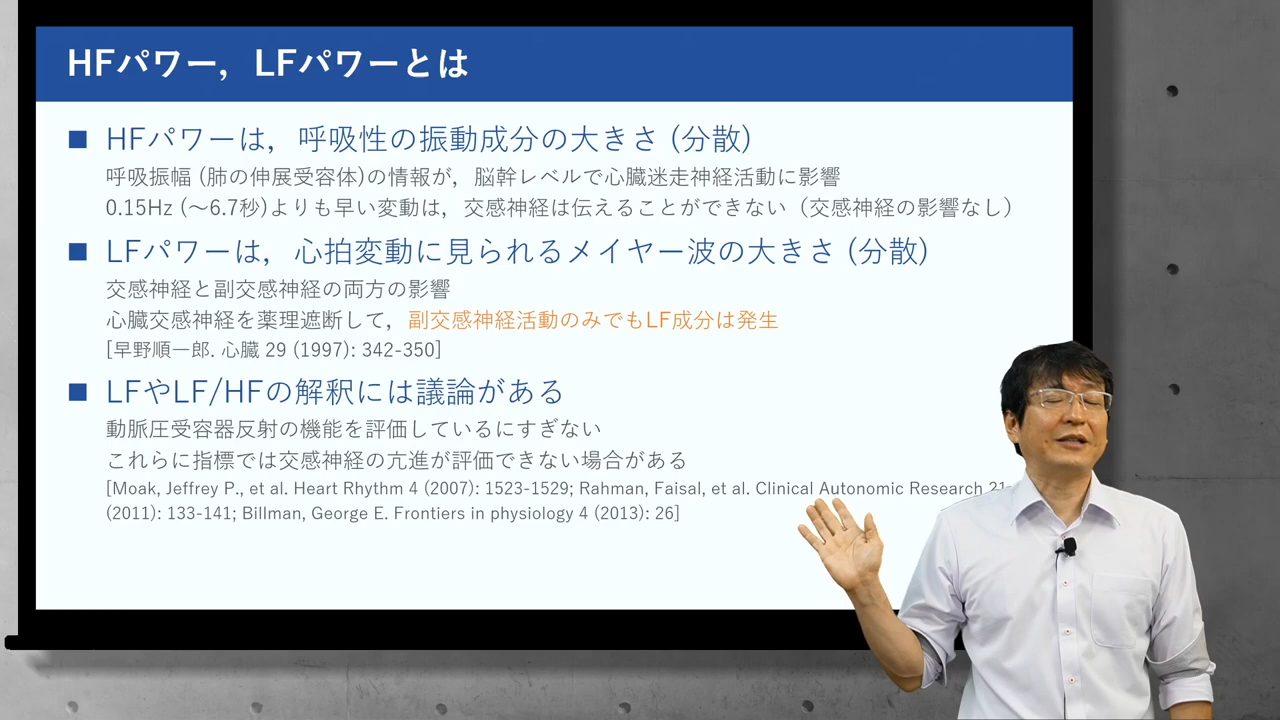 HFパワー，LFパワーとは
■ HFパワーは，呼吸性の振動成分の大きさ (分散)
呼吸振幅 (肺の伸展受容体)の情報が，脳幹レベルで心臓迷走神経活動に影響
0.15Hz (～6.7秒)よりも早い変動は，交感神経は伝えることができない（交感神経の影響なし）
■ LFパワーは，心拍変動に見られるメイヤー波の大きさ (分散)
交感神経と副交感神経の両方の影響
心臓交感神経を薬理遮断して，副交感神経活動のみでもLF成分は発生
[早野順一郎. 心臓 29 (1997): 342-350]
■ LFやLF/HFの解釈には議論がある
動脈圧受容器反射の機能を評価しているにすぎない
これらに指標では交感神経の亢進が評価できない場合がある
[Moak, Jeffrey P., et al. Heart Rhythm 4 (2007): 1523-1529; Rahman, Faisal, et al. Clinical Autonomic Research 21
(2011): 133-141; Billman, George E. Frontiers in physiology 4 (2013): 26]